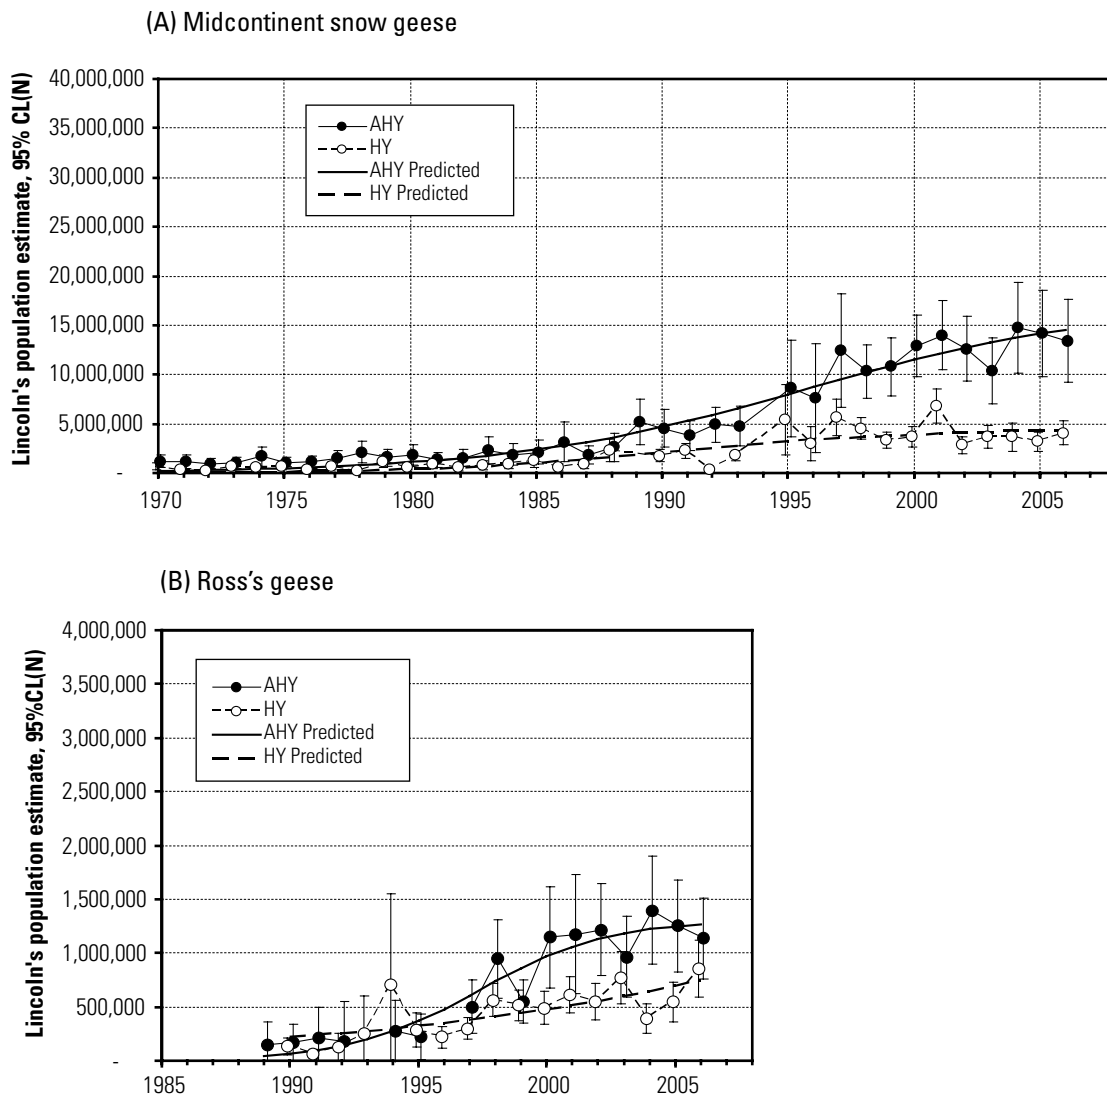 (A) Midcontinent snow geese
Lincoln's population estimate, 95% CL(N)
40,000,000
35,000,000
30,000,000
25,000,000
20,000,000
15,000,000
10,000,000
5,000,000
-
AHY
HY
AHY Predicted
HY Predicted
1970 1975 1980 1985 1990 1995 2000 2005
(B) Ross's geese
Lincoln's population estimate, 95%CL(N)
4,000,000
3,500,000
3,000,000
2,500,000
2,000,000
1,500,000
1,000,000
500,000
-
AHY
HY
AHY Predicted
HY Predicted
1985 1990 1995 2000 2005